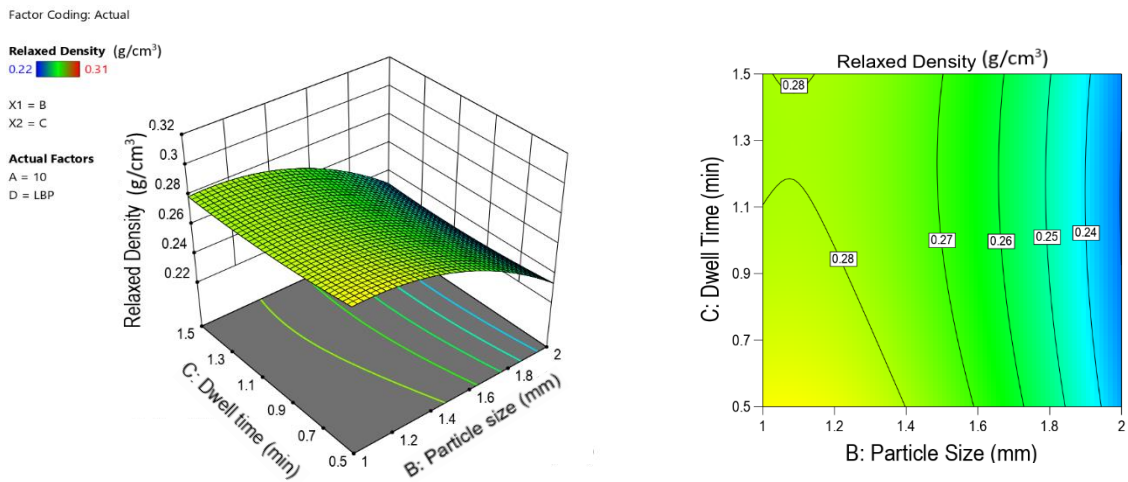 Factor Coding: Actual
Relaxed Density (g/cm³)
0.22 0.31
X1 = B
X2 = C
Actual Factors
A = 10
D = LBP
0.32
0.3
0.28
0.26
0.24
0.22
Relaxed Density (g/cm³)
1.5
1.3
1.1
0.9
0.7
0.5
C: Dwell time (min)
1
1.2
1.4
1.6
1.8
2
B: Particle size (mm)
Relaxed Density (g/cm³)
1.5
1.3
1.1
0.9
0.7
0.5
C: Dwell Time (min)
0.28
0.28
0.27
0.26
0.25
0.24
1 1.2 1.4 1.6 1.8 2
B: Particle Size (mm)